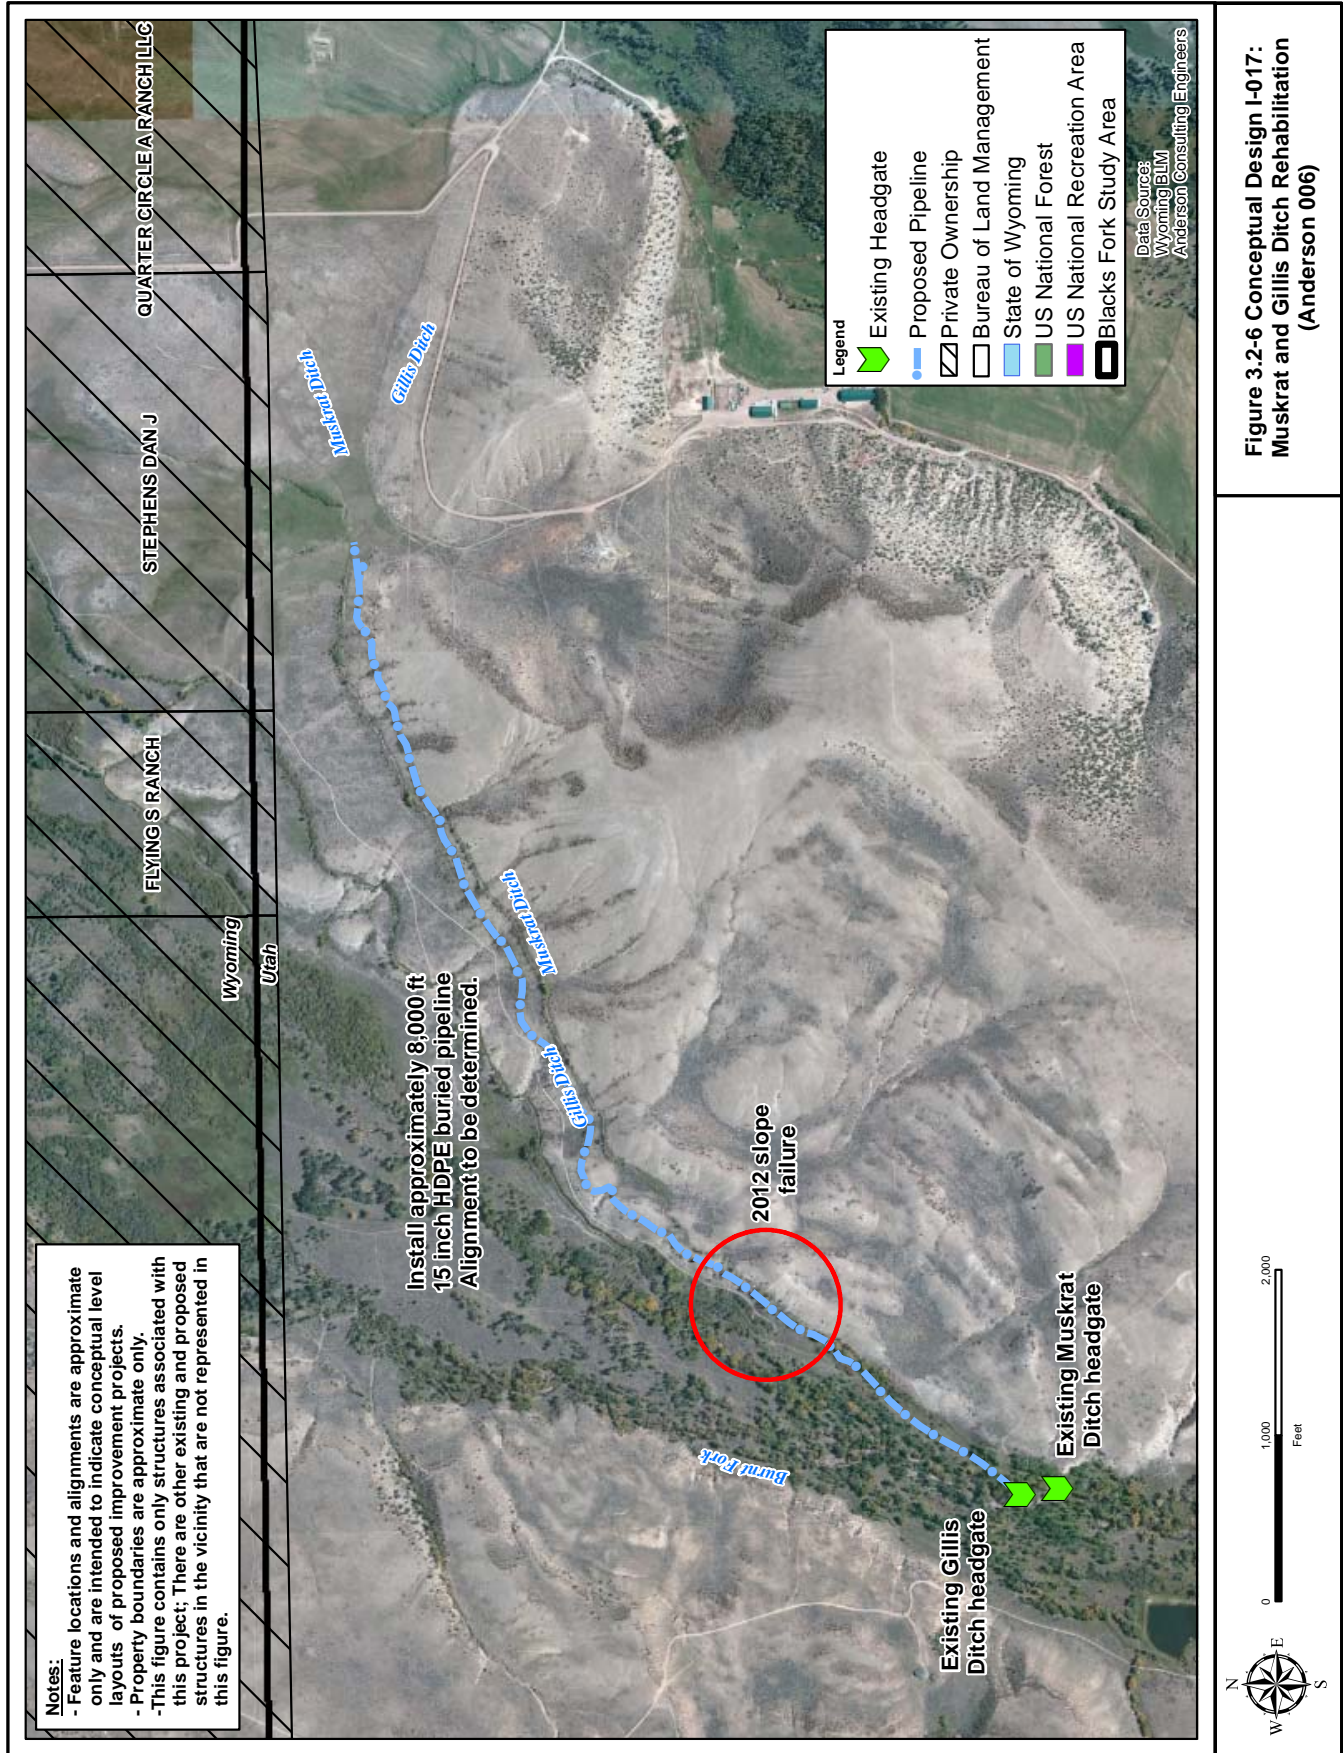 Notes:
- Feature locations and alignments are approximate
only and are intended to indicate conceptual level
layouts of proposed improvement projects.
- Property boundaries are approximate only.
-This figure contains only structures associated with
this project; There are other existing and proposed
structures in the vicinity that are not represented in
this figure.
FLYING S RANCH
STEPHENS DAN J
QUARTER CIRCLE A RANCH LLC
Wyoming
Utah
Muskrat Ditch
Gillis Ditch
Install approximately 8,000 ft
15 inch HDPE buried pipeline
Alignment to be determined.
Muskrat Ditch
Gillis Ditch
2012 slope
failure
Burnt Fork
Existing Gillis
Ditch headgate
Existing Muskrat
Ditch headgate
Legend
Existing Headgate
Proposed Pipeline
Private Ownership
Bureau of Land Management
State of Wyoming
US National Forest
US National Recreation Area
Blacks Fork Study Area
Data Source:
Wyoming BLM
Anderson Consulting Engineers
N
W E
S
0 1,000 2,000
Feet
Figure 3.2-6 Conceptual Design I-017:
Muskrat and Gillis Ditch Rehabilitation
(Anderson 006)